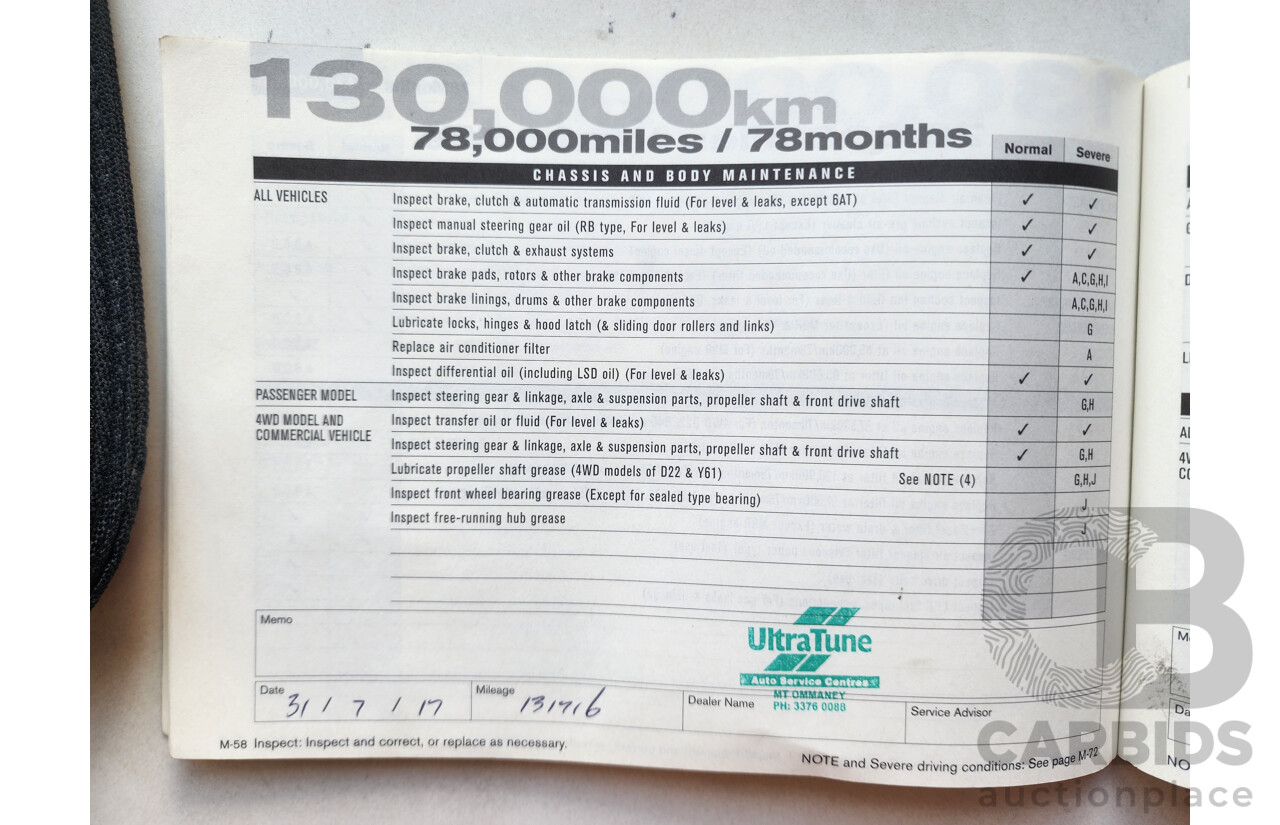 130,000km
78,000miles / 78months
Normal Severe
CHASSIS AND BODY MAINTENANCE
ALL VEHICLES Inspect brake, clutch & automatic transmission fluid (For level & leaks, except 6AT) ✓ ✓
Inspect manual steering gear oil (RB type, For level & leaks) ✓ ✓
Inspect brake, clutch & exhaust systems ✓ ✓
Inspect brake pads, rotors & other brake components ✓ A,C,G,H,I
Inspect brake linings, drums & other brake components A,C,G,H,I
Lubricate locks, hinges & hood latch (& sliding door rollers and links) G
Replace air conditioner filter A
Inspect differential oil (including LSD oil) (For level & leaks) ✓ ✓
PASSENGER MODEL Inspect steering gear & linkage, axle & suspension parts, propeller shaft & front drive shaft G,H
4WD MODEL AND Inspect transfer oil or fluid (For level & leaks) ✓ ✓
COMMERCIAL VEHICLE Inspect steering gear & linkage, axle & suspension parts, propeller shaft & front drive shaft ✓ G,H
Lubricate propeller shaft grease (4WD models of D22 & Y61) See NOTE (4) G,H,J
Inspect front wheel bearing grease (Except for sealed type bearing) J
Inspect free-running hub grease J
Memo
UltraTune
Auto Service Centres
MT OMMANEY
PH: 3376 0088
Date 31 / 7 / 17 Mileage 131716 Dealer Name Service Advisor
M-58 Inspect: Inspect and correct, or replace as necessary.
NOTE and Severe driving conditions: See page M-72
CB
CARBIDS
auctionplace